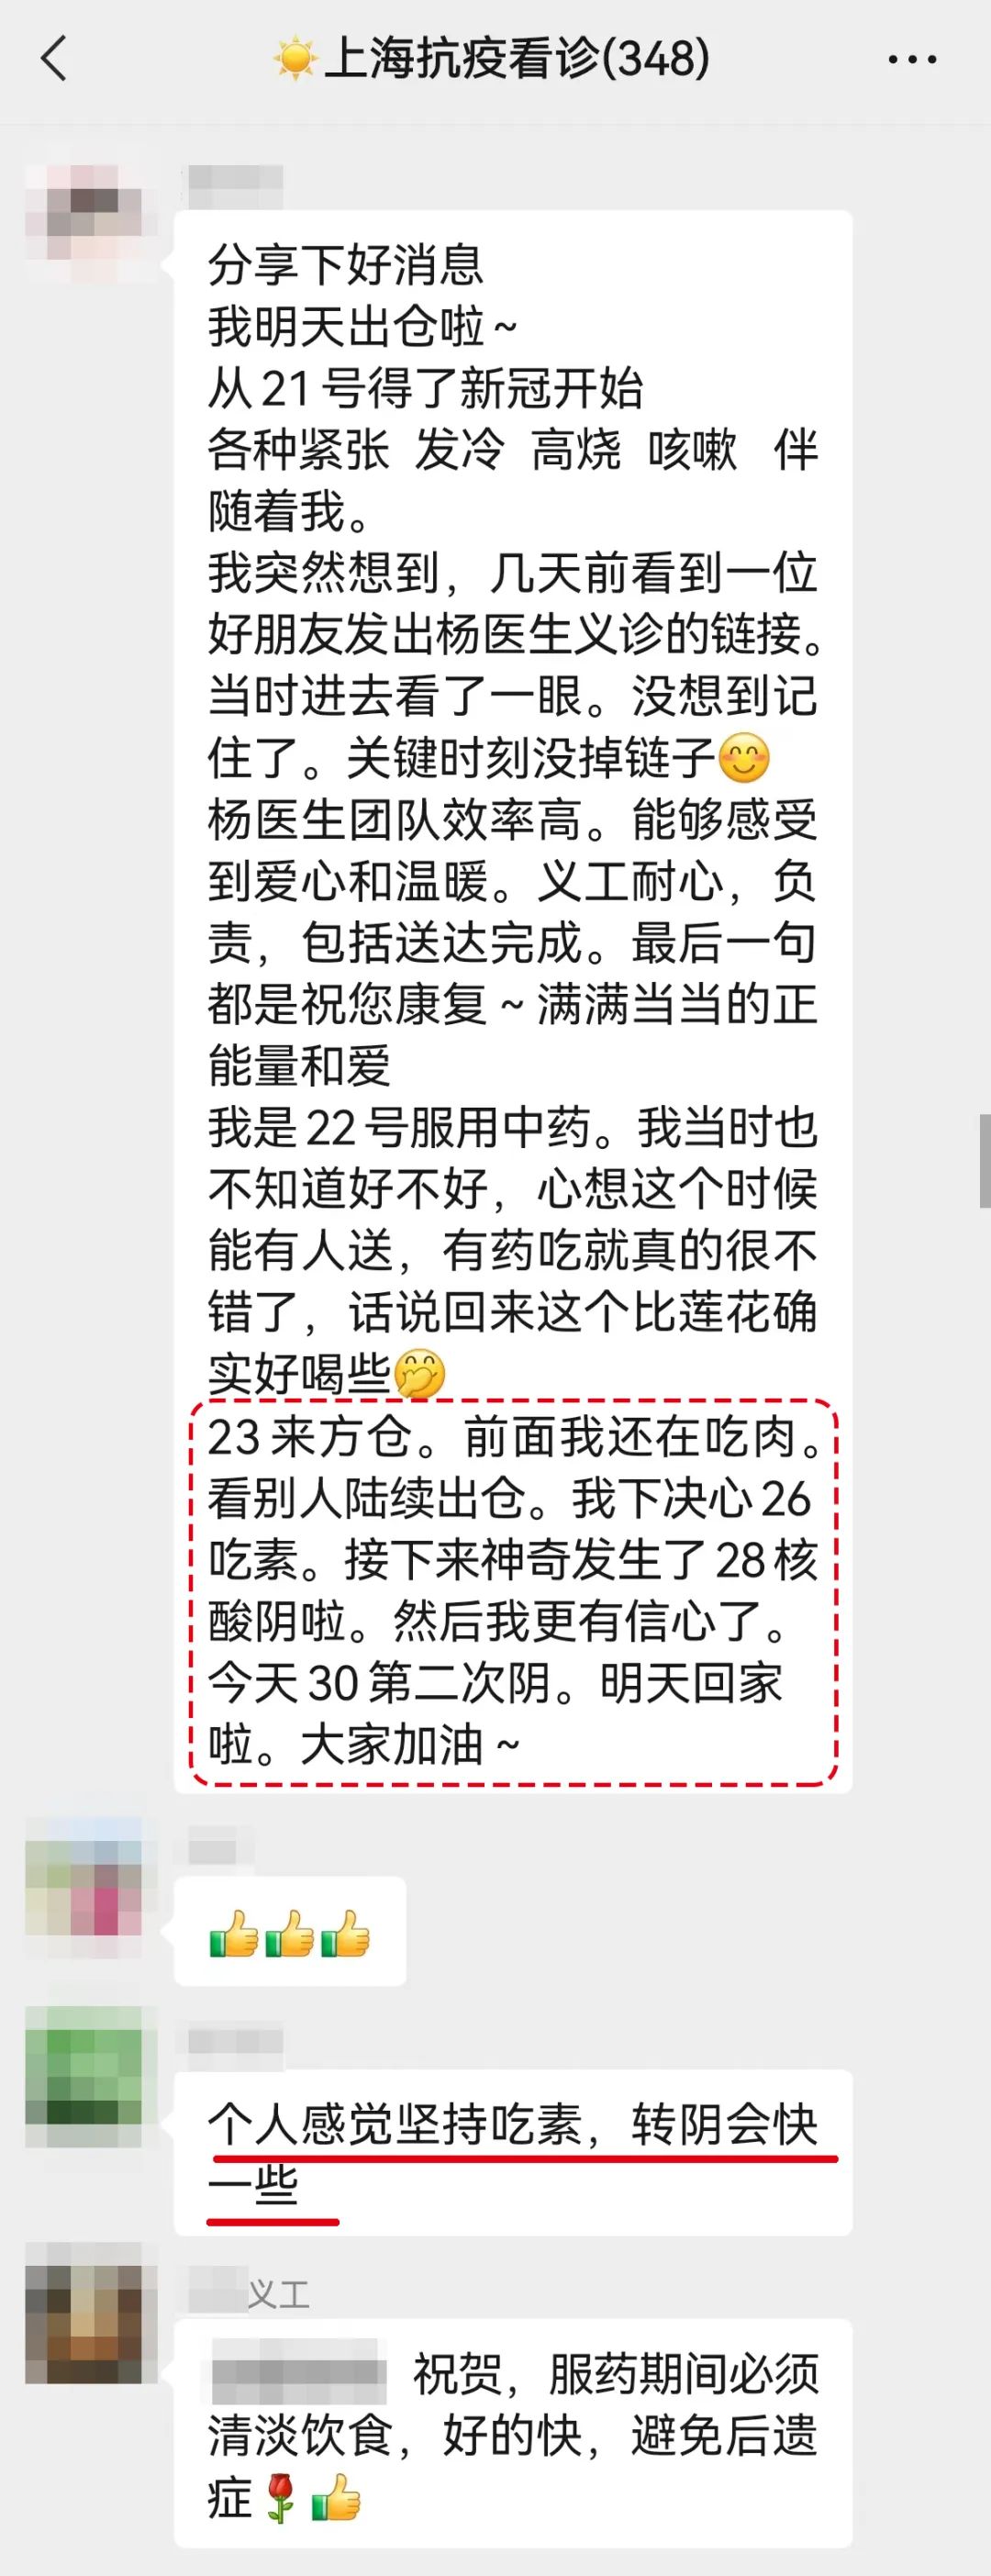 上海抗疫看诊(348)
分享下好消息
我明天出仓啦~
从21号得了新冠开始
各种紧张 发冷 高烧 咳嗽 伴
随着我。
我突然想到，几天前看到一位
好朋友发出杨医生义诊的链接。
当时进去看了一眼。没想到记
住了。关键时刻没掉链子😊
杨医生团队效率高。能够感受
到爱心和温暖。义工耐心，负
责，包括送达完成。最后一句
都是祝您康复~满满当当的正
能量和爱
我是22号服用中药。我当时也
不知道好不好，心想这个时候
能有人送，有药吃就真的很不
错了，话说回来这个比莲花确
实好喝些🤭
23来方仓。前面我还在吃肉。
看别人陆续出仓。我下决心26
吃素。接下来神奇发生了28核
酸阴啦。然后我更有信心了。
今天30第二次阴。明天回家
啦。大家加油~
👍👍👍
个人感觉坚持吃素，转阴会快
一些
义工
祝贺，服药期间必须
清淡饮食，好的快，避免后遗
症🌹👍